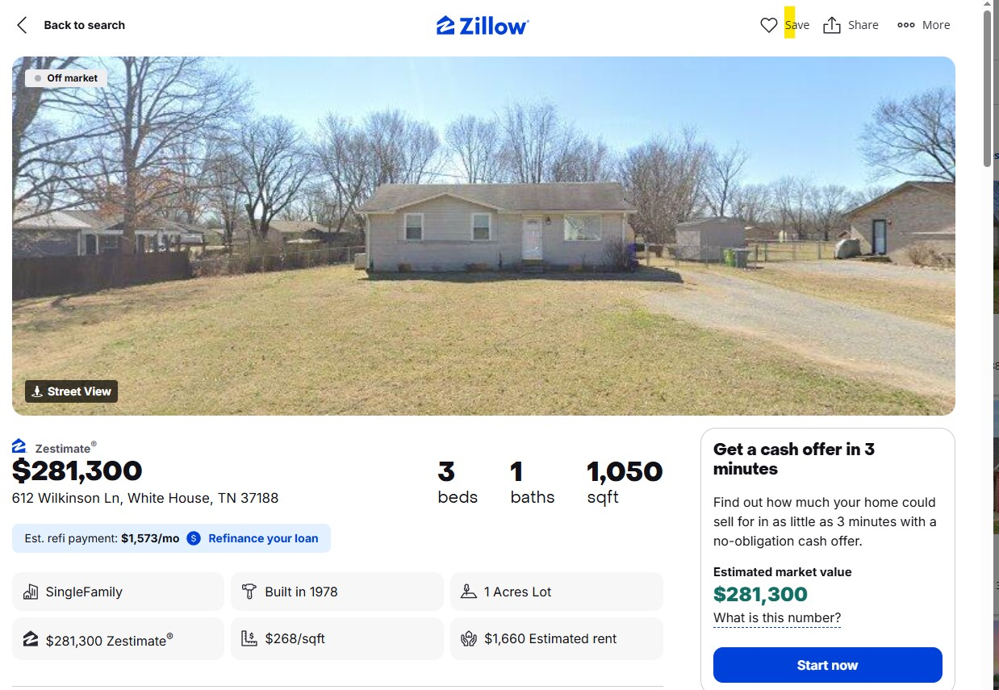 Back to search
Zillow
Save
Share
More
Off market
Street View
Zestimate®
$281,300
612 Wilkinson Ln, White House, TN 37188
3 beds
1 baths
1,050 sqft
Est. refi payment: $1,573/mo $ Refinance your loan
SingleFamily
Built in 1978
1 Acres Lot
$281,300 Zestimate®
$268/sqft
$1,660 Estimated rent
Get a cash offer in 3
minutes
Find out how much your home could
sell for in as little as 3 minutes with a
no-obligation cash offer.
Estimated market value
$281,300
What is this number?
Start now